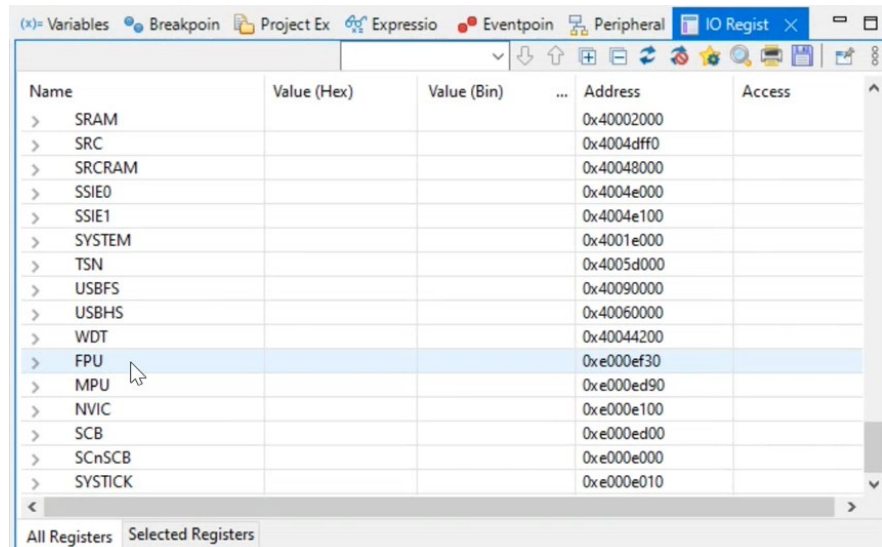 (x)= Variables Breakpoin Project Ex Expressio Eventpoin Peripheral IO Regist
Name Value (Hex) Value (Bin) ... Address Access
SRAM 0x40002000
SRC 0x4004dff0
SRCRAM 0x40048000
SSIE0 0x4004e000
SSIE1 0x4004e100
SYSTEM 0x4001e000
TSN 0x4005d000
USBFS 0x40090000
USBHS 0x40060000
WDT 0x40044200
FPU 0xe000ef30
MPU 0xe000ed90
NVIC 0xe000e100
SCB 0xe000ed00
SCnSCB 0xe000e000
SYSTICK 0xe000e010
All Registers Selected Registers